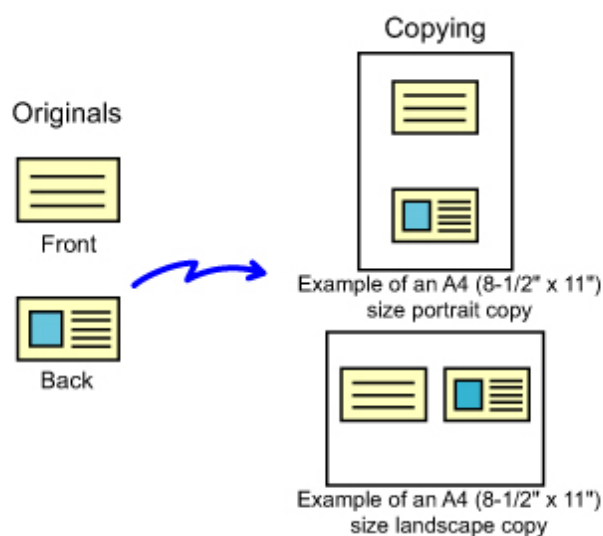 Originals
Front
Back
Copying
Example of an A4 (8-1/2" x 11")
size portrait copy
Example of an A4 (8-1/2" x 11")
size landscape copy